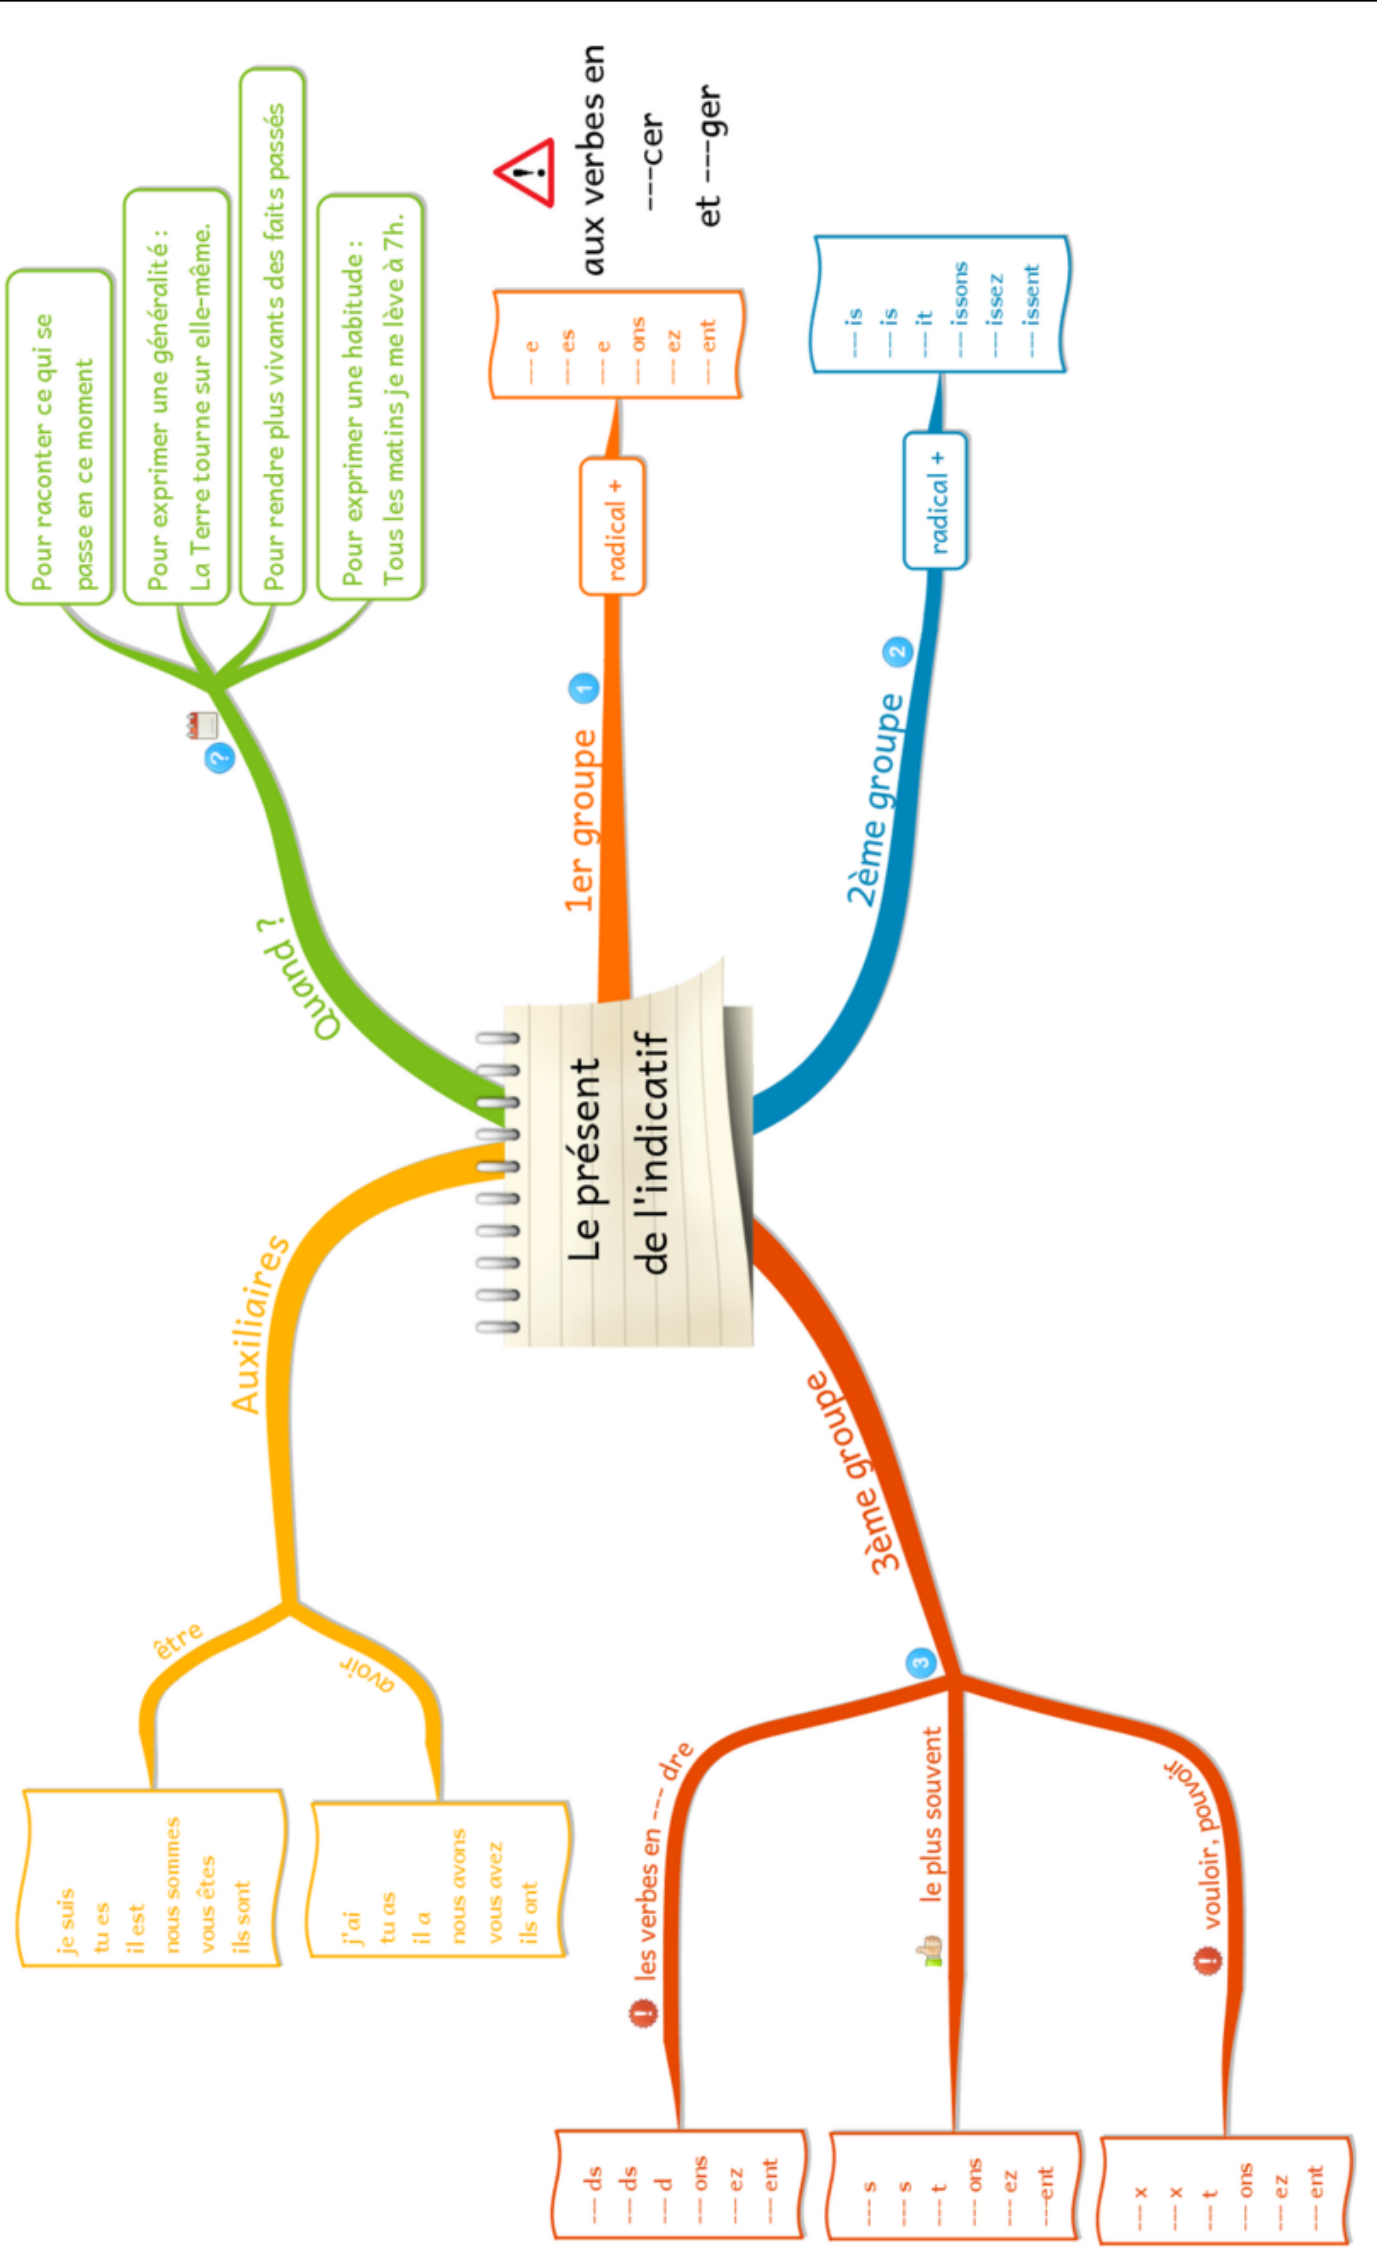 Le présent
de l'indicatif
Quand ?
?
Pour raconter ce qui se
passe en ce moment
Pour exprimer une généralité :
La Terre tourne sur elle-même.
Pour rendre plus vivants des faits passés
Pour exprimer une habitude :
Tous les matins je me lève à 7h.
1er groupe
1
radical +
--- e
--- es
--- e
--- ons
--- ez
--- ent
!
aux verbes en
---cer
et ---ger
2ème groupe
2
radical +
--- is
--- is
--- it
--- issons
--- issez
--- issent
3ème groupe
3
! les verbes en ---- dre
--- ds
--- ds
--- d
--- ons
--- ez
--- ent
le plus souvent
--- s
--- s
--- t
--- ons
--- ez
---ent
! vouloir, pouvoir
--- x
--- x
--- t
--- ons
--- ez
--- ent
Auxiliaires
être
je suis
tu es
il est
nous sommes
vous êtes
ils sont
avoir
j'ai
tu as
il a
nous avons
vous avez
ils ont